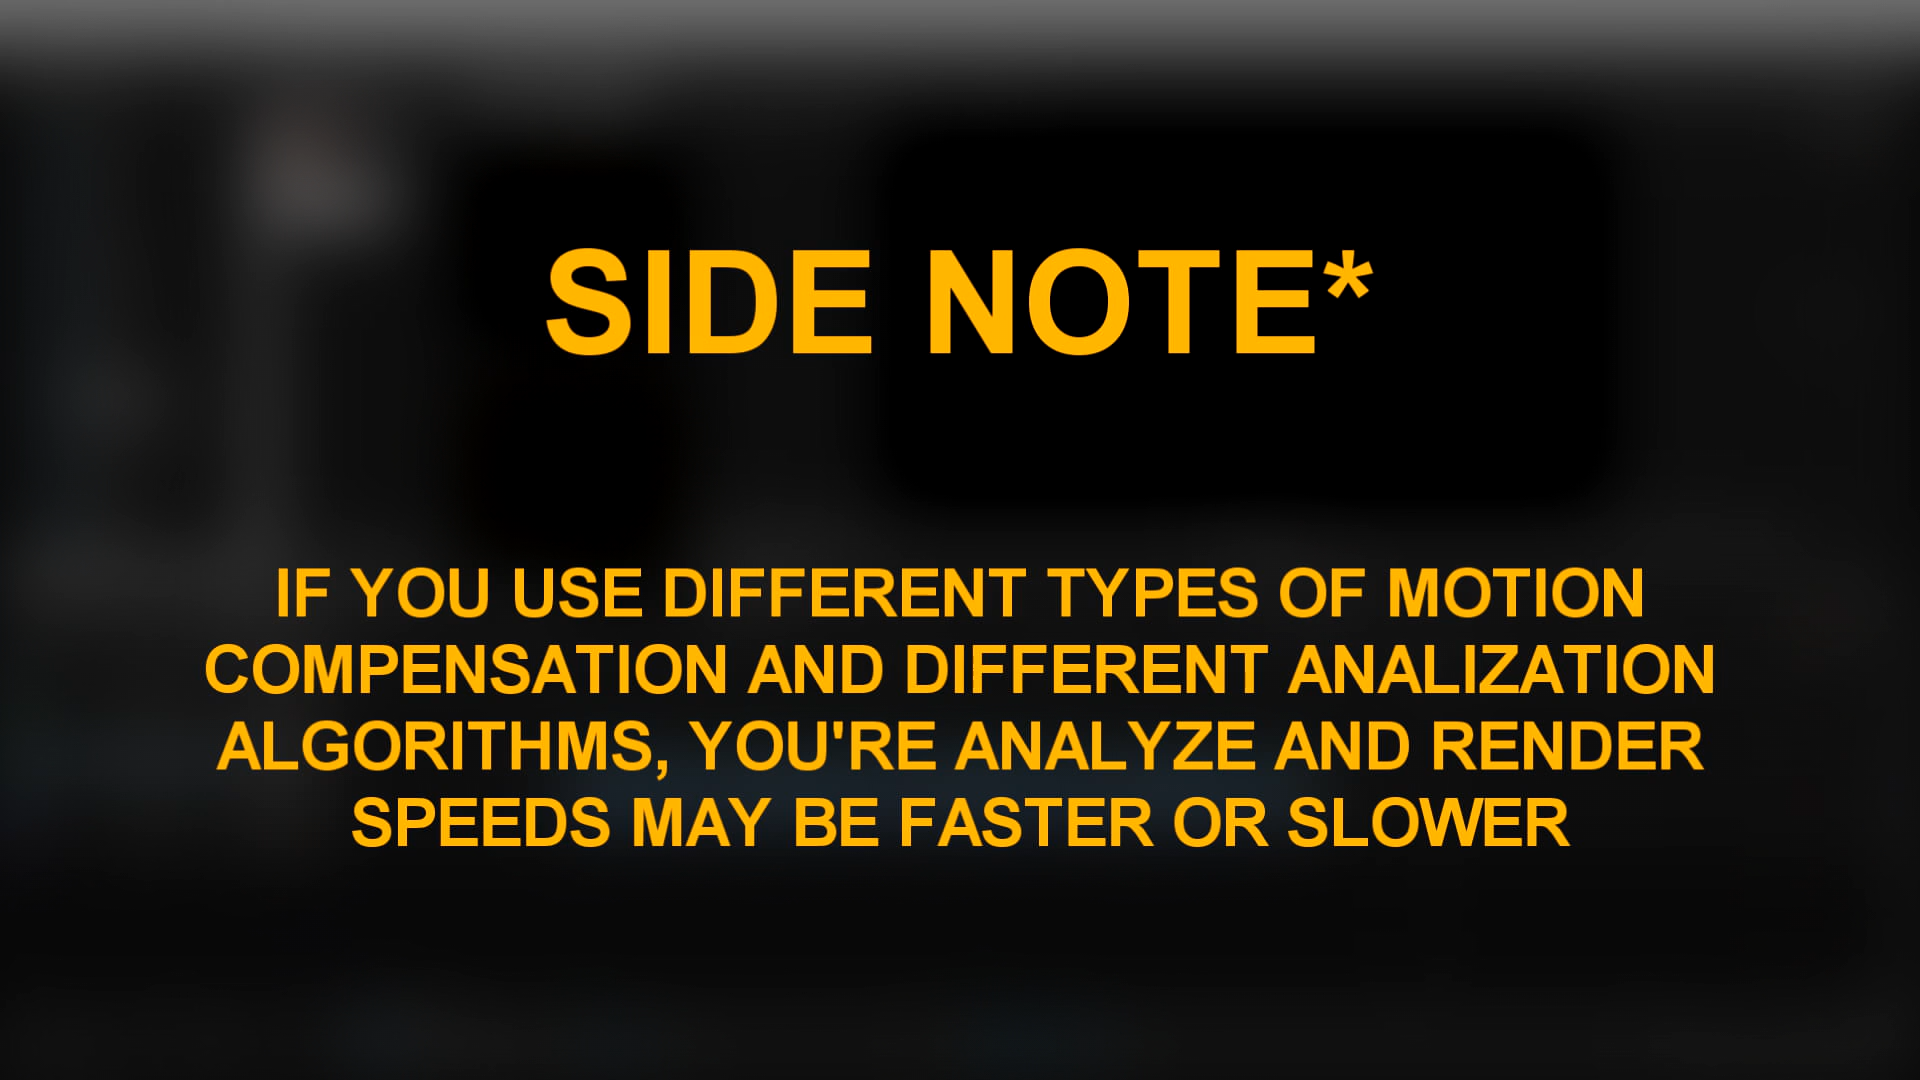 SIDE NOTE*
IF YOU USE DIFFERENT TYPES OF MOTION
COMPENSATION AND DIFFERENT ANALIZATION
ALGORITHMS, YOU'RE ANALYZE AND RENDER
SPEEDS MAY BE FASTER OR SLOWER